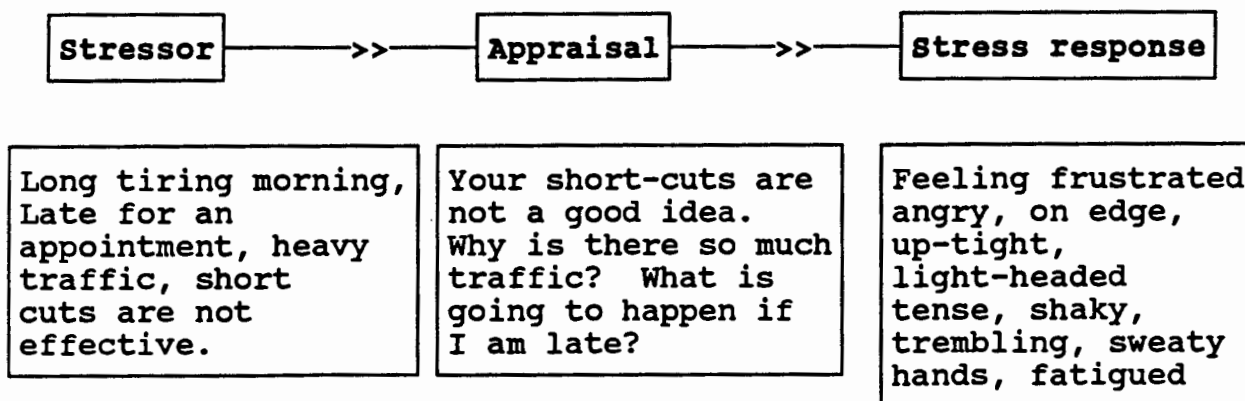 Stressor >> Appraisal >> Stress response
Long tiring morning,
Late for an
appointment, heavy
traffic, short
cuts are not
effective.
Your short-cuts are
not a good idea.
Why is there so much
traffic? What is
going to happen if
I am late?
Feeling frustrated
angry, on edge,
up-tight,
light-headed
tense, shaky,
trembling, sweaty
hands, fatigued